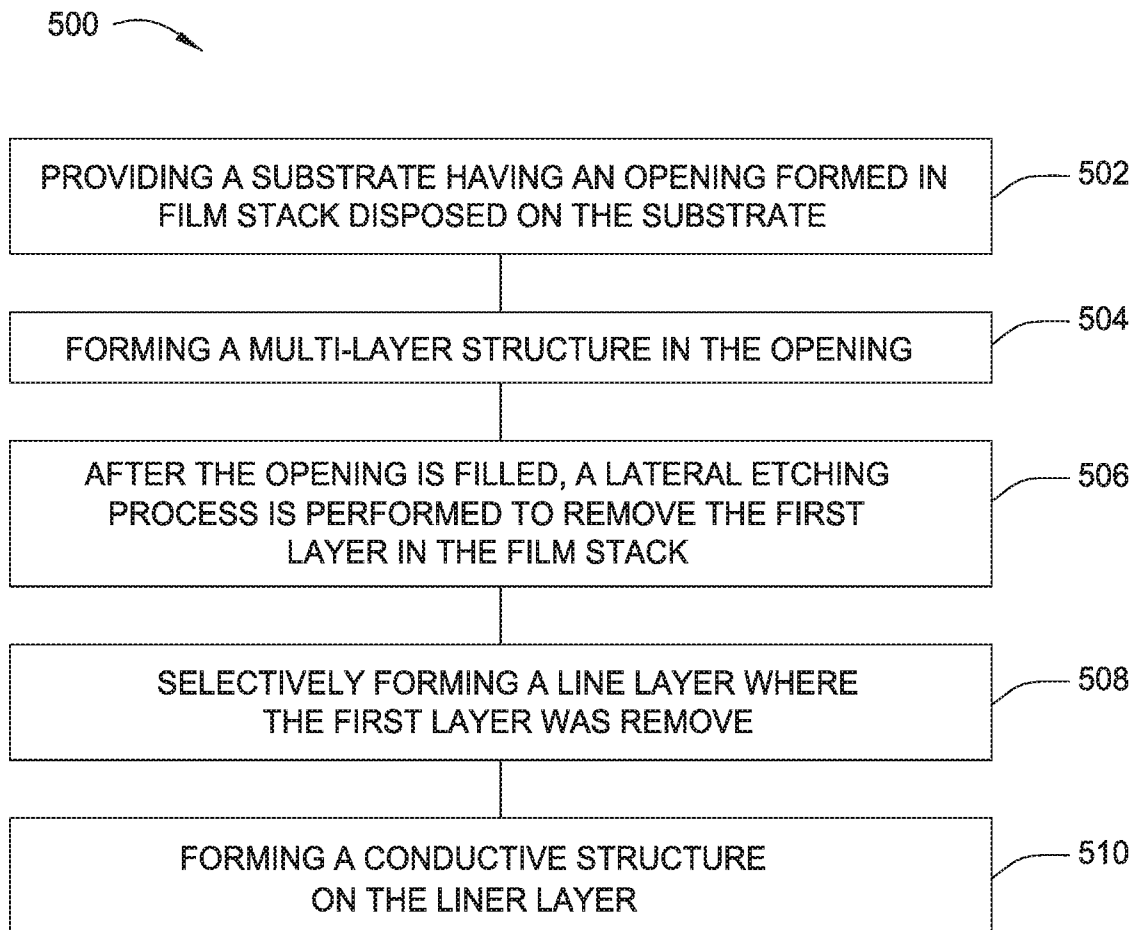 500
PROVIDING A SUBSTRATE HAVING AN OPENING FORMED IN
FILM STACK DISPOSED ON THE SUBSTRATE
502
FORMING A MULTI-LAYER STRUCTURE IN THE OPENING
504
AFTER THE OPENING IS FILLED, A LATERAL ETCHING
PROCESS IS PERFORMED TO REMOVE THE FIRST
LAYER IN THE FILM STACK
506
SELECTIVELY FORMING A LINE LAYER WHERE
THE FIRST LAYER WAS REMOVE
508
FORMING A CONDUCTIVE STRUCTURE
ON THE LINER LAYER
510